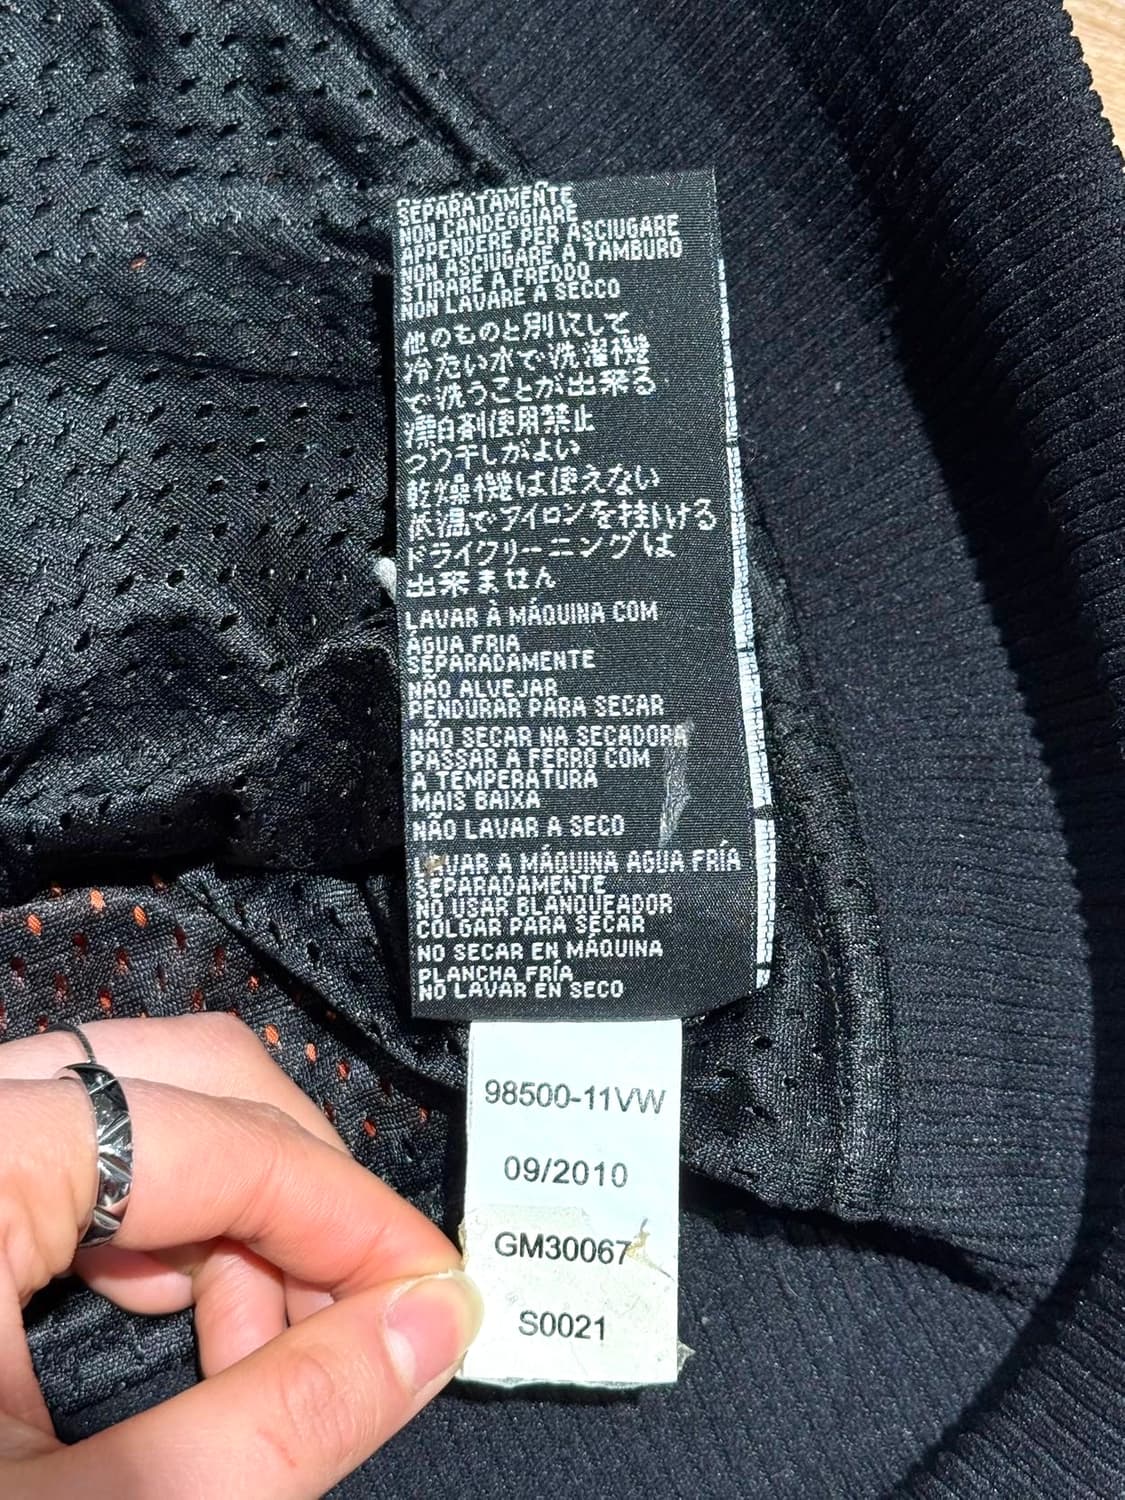 SEPARATAMENTE
NON CANDEGGIARE
APPENDERE PER ASCIUGARE
NON ASCIUGARE A TAMBURO
STIRARE A FREDDO
NON LAVARE A SECCO
他のものと別にして
冷たい水で洗濯機
で洗うことが出来る
漂白剤使用禁止
つり干しがよい
乾燥機は使えない
低温でアイロンを掛ける
ドライクリーニングは
出来ません
LAVAR À MÁQUINA COM
ÁGUA FRIA
SEPARADAMENTE
NÃO ALVEJAR
PENDURAR PARA SECAR
NÃO SECAR NA SECADORA
PASSAR A FERRO COM
A TEMPERATURA
MAIS BAIXA
NÃO LAVAR A SECO
LAVAR A MÁQUINA AGUA FRÍA
SEPARADAMENTE
NO USAR BLANQUEADOR
COLGAR PARA SECAR
NO SECAR EN MÁQUINA
PLANCHA FRÍA
NO LAVAR EN SECO
98500-11VW
09/2010
GM30067
S0021